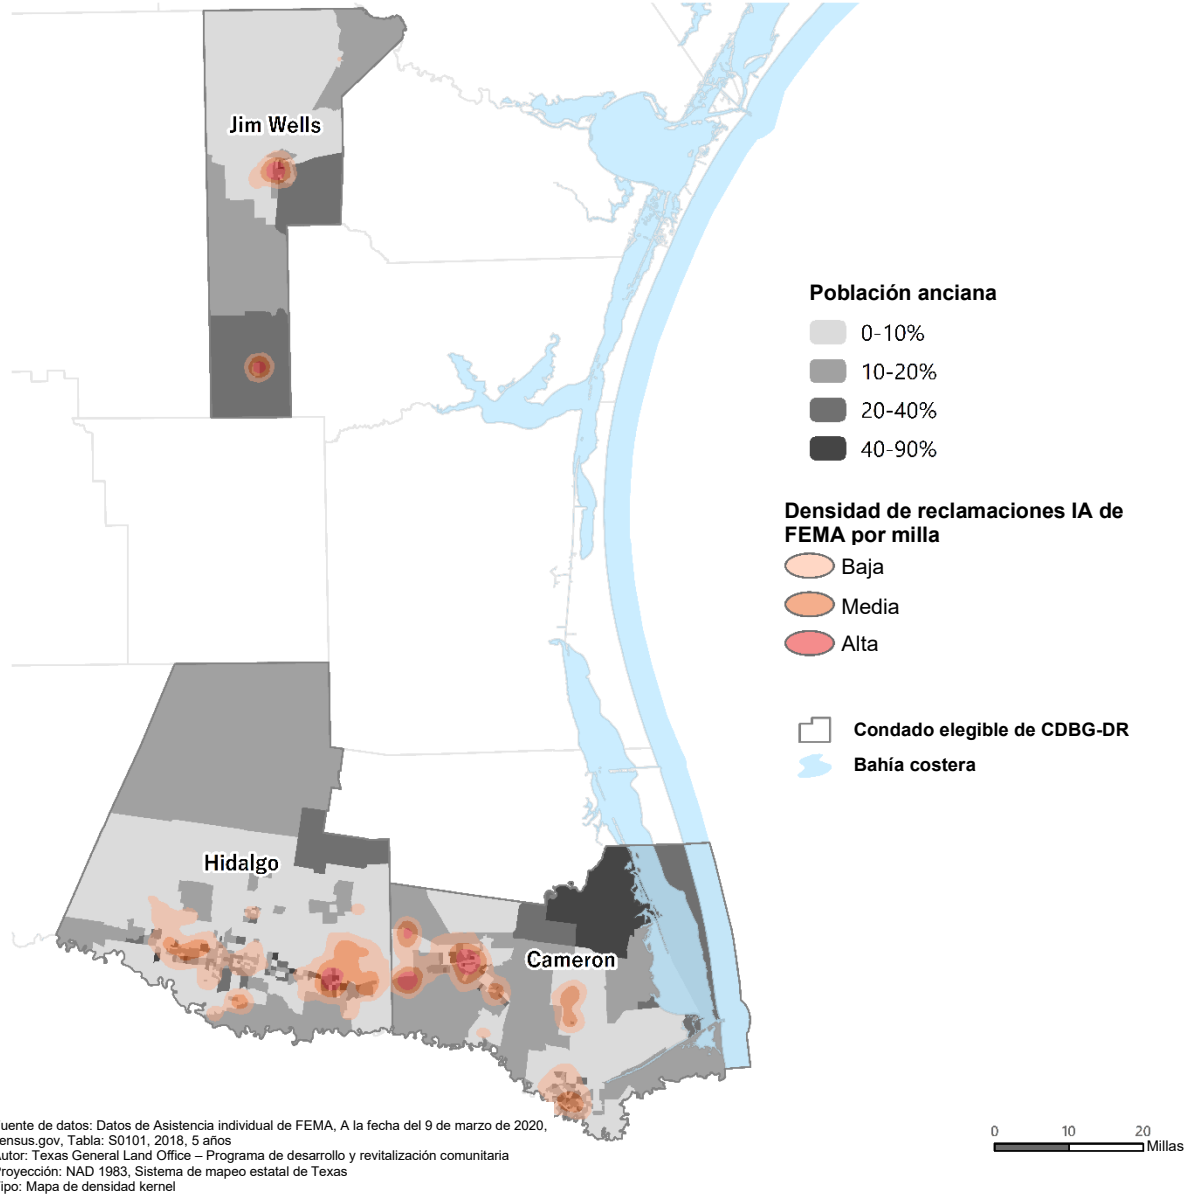 Jim Wells
Población anciana
0-10%
10-20%
20-40%
40-90%
Densidad de reclamaciones IA de
FEMA por milla
Baja
Media
Alta
Condado elegible de CDBG-DR
Bahía costera
Hidalgo
Cameron
uente de datos: Datos de Asistencia individual de FEMA, A la fecha del 9 de marzo de 2020,
ensus.gov, Tabla: S0101, 2018, 5 años
utor: Texas General Land Office – Programa de desarrollo y revitalización comunitaria
royección: NAD 1983, Sistema de mapeo estatal de Texas
ipo: Mapa de densidad kernel
0 10 20
Millas